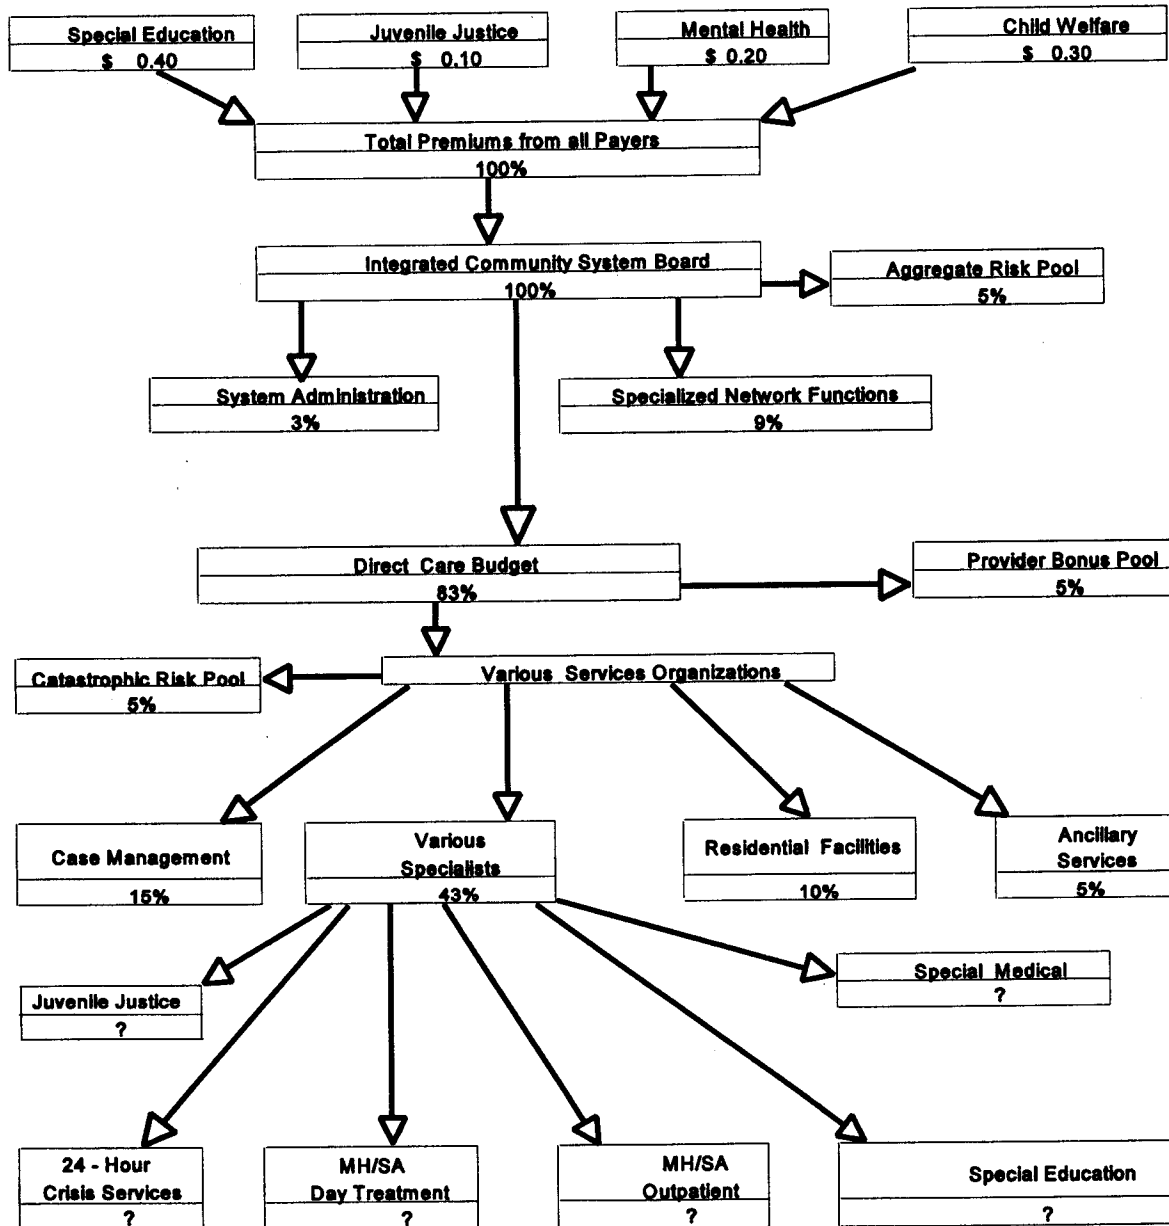 Special Education
$ 0.40
Juvenile Justice
$ 0.10
Mental Health
$ 0.20
Child Welfare
$ 0.30
Total Premiums from all Payers
100%
Integrated Community System Board
100%
Aggregate Risk Pool
5%
System Administration
3%
Specialized Network Functions
9%
Direct Care Budget
83%
Provider Bonus Pool
5%
Various Services Organizations
Catastrophic Risk Pool
5%
Case Management
15%
Various
Specialists
43%
Residential Facilities
10%
Ancillary
Services
5%
Juvenile Justice
?
Special Medical
?
24 - Hour
Crisis Services
?
MH/SA
Day Treatment
?
MH/SA
Outpatient
?
Special Education
?